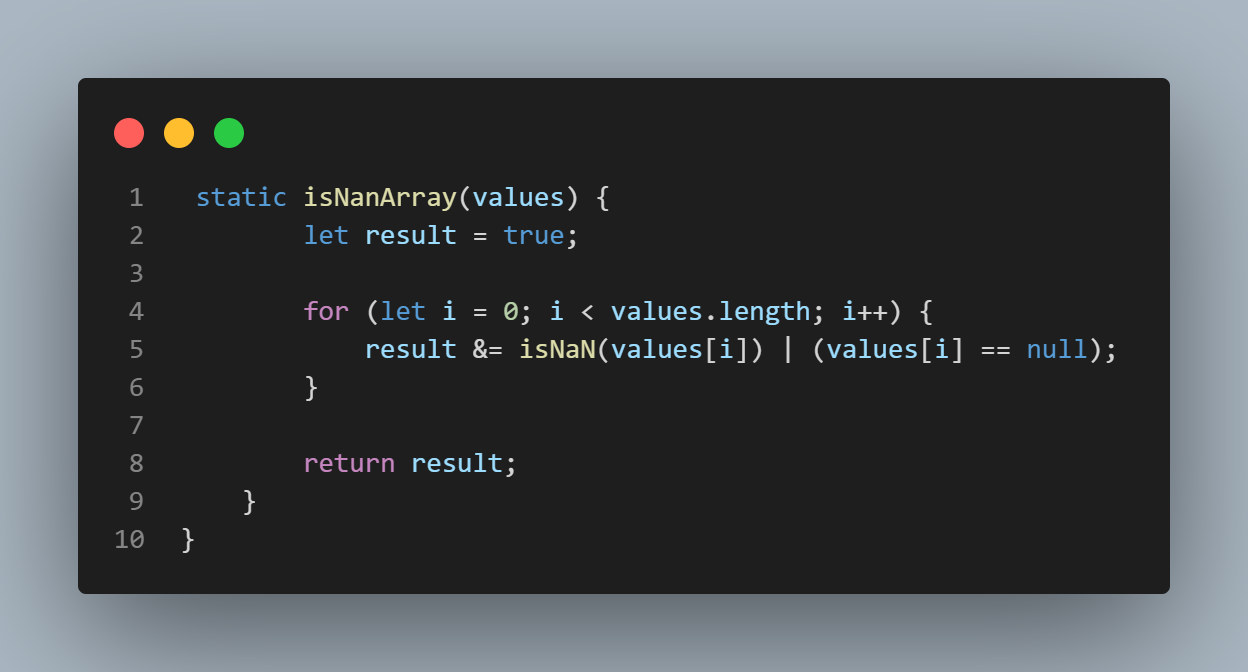 1 static isNanArray(values) {
2 let result = true;
3
4 for (let i = 0; i < values.length; i++) {
5 result &= isNaN(values[i]) | (values[i] == null);
6 }
7
8 return result;
9 }
10 }